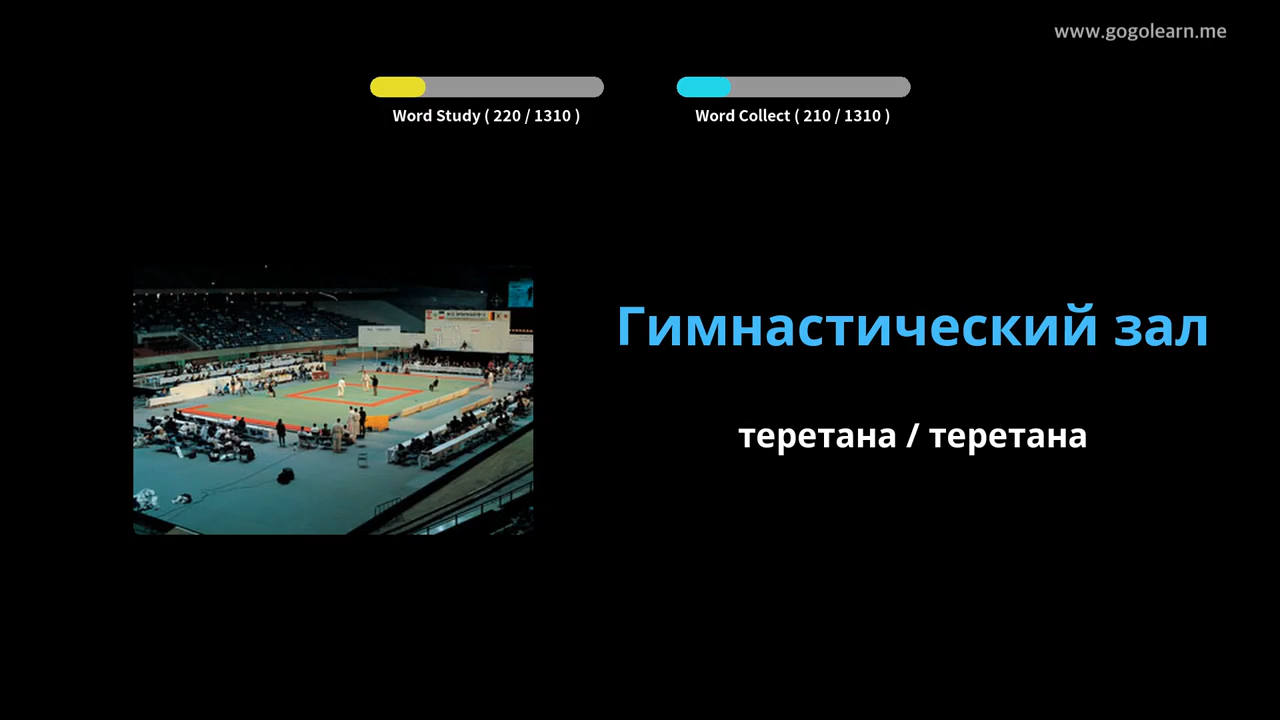 www.gogolearn.me
Word Study ( 220 / 1310 )
Word Collect ( 210 / 1310 )
Гимнастический зал
теретана / теретана